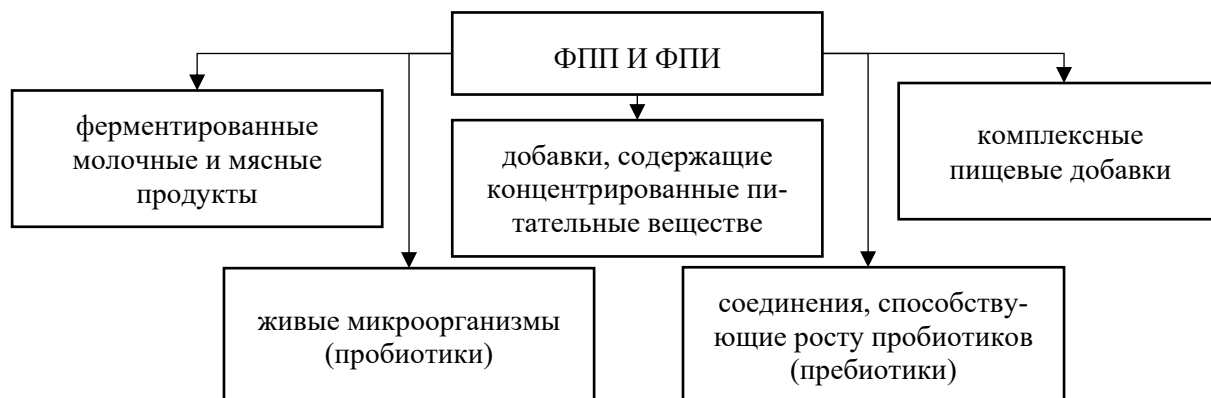 ФПП И ФПИ
ферментированные
молочные и мясные
продукты
добавки, содержащие
концентрированные пи-
тательные веществе
комплексные
пищевые добавки
живые микроорганизмы
(пробиотики)
соединения, способству-
ющие росту пробиотиков
(пребиотики)